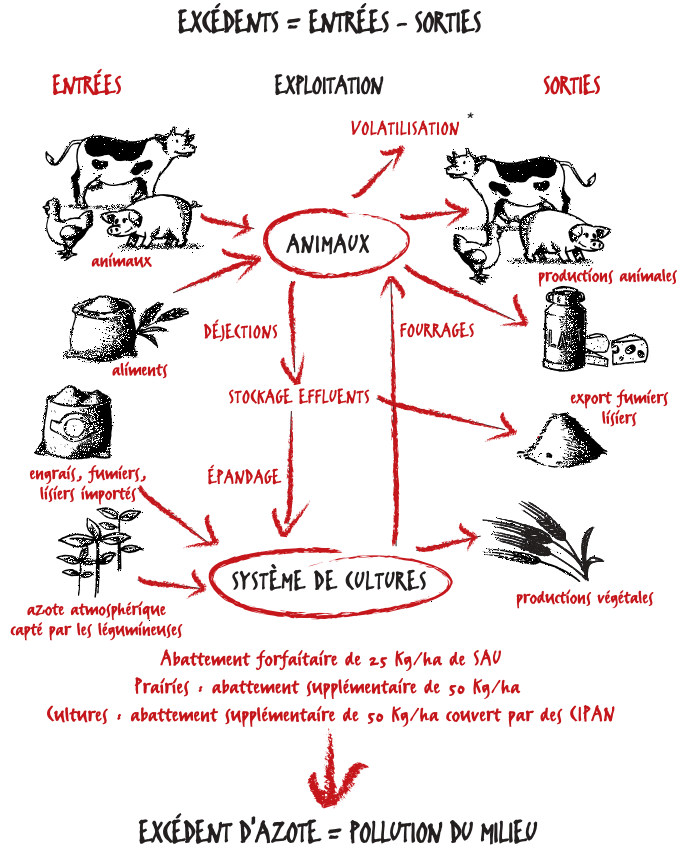 EXCÉDENTS = ENTRÉES - SORTIES
ENTRÉES
EXPLOITATION
SORTIES
VOLATILISATION *
ANIMAUX
animaux
productions animales
DÉJECTIONS
FOURRAGES
LAIT
aliments
STOCKAGE EFFLUENTS
export fumiers
lisiers
engrais, fumiers,
lisiers importés
ÉPANDAGE
SYSTÈME DE CULTURES
productions végétales
azote atmosphérique
capté par les légumineuses
Abattement forfaitaire de 25 Kg/ha de SAU
Prairies : abattement supplémentaire de 50 Kg/ha
Cultures : abattement supplémentaire de 50 Kg/ha couvert par des CIPAN
EXCÉDENT D'AZOTE = POLLUTION DU MILIEU